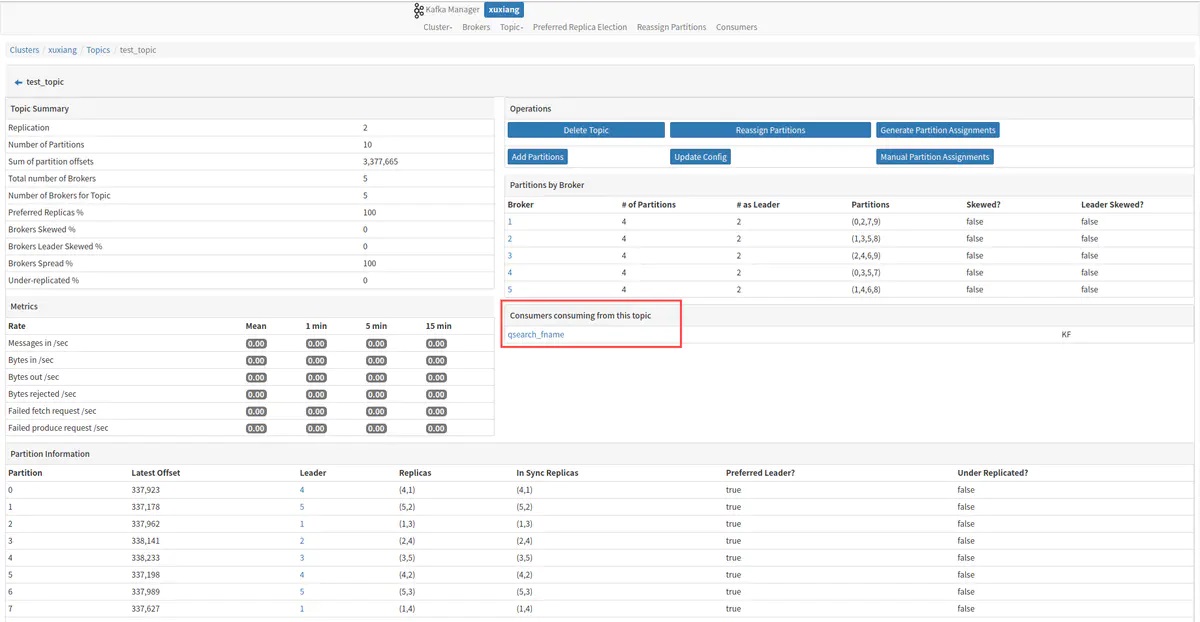 Kafka Manager xuxiang
Cluster Brokers Topic Preferred Replica Election Reassign Partitions Consumers
Clusters / xuxiang / Topics / test_topic
← test_topic
Topic Summary
Replication 2
Number of Partitions 10
Sum of partition offsets 3,377,665
Total number of Brokers 5
Number of Brokers for Topic 5
Preferred Replicas % 100
Brokers Skewed % 0
Brokers Leader Skewed % 0
Brokers Spread % 100
Under-replicated % 0
Metrics
Rate Mean 1 min 5 min 15 min
Messages in /sec 0.00 0.00 0.00 0.00
Bytes in /sec 0.00 0.00 0.00 0.00
Bytes out /sec 0.00 0.00 0.00 0.00
Bytes rejected /sec 0.00 0.00 0.00 0.00
Failed fetch request /sec 0.00 0.00 0.00 0.00
Failed produce request /sec 0.00 0.00 0.00 0.00
Operations
Delete Topic Reassign Partitions Generate Partition Assignments
Add Partitions Update Config Manual Partition Assignments
Partitions by Broker
Broker # of Partitions # as Leader Partitions Skewed? Leader Skewed?
1 4 2 (0,2,7,9) false false
2 4 2 (1,3,5,8) false false
3 4 2 (2,4,6,9) false false
4 4 2 (0,3,5,7) false false
5 4 2 (1,4,6,8) false false
Consumers consuming from this topic
qsearch_fname KF
Partition Information
Partition Latest Offset Leader Replicas In Sync Replicas Preferred Leader? Under Replicated?
0 337,923 4 (4,1) (4,1) true false
1 337,178 5 (5,2) (5,2) true false
2 337,962 1 (1,3) (1,3) true false
3 338,141 2 (2,4) (2,4) true false
4 338,233 3 (3,5) (3,5) true false
5 337,198 4 (4,2) (4,2) true false
6 337,989 5 (5,3) (5,3) true false
7 337,627 1 (1,4) (1,4) true false